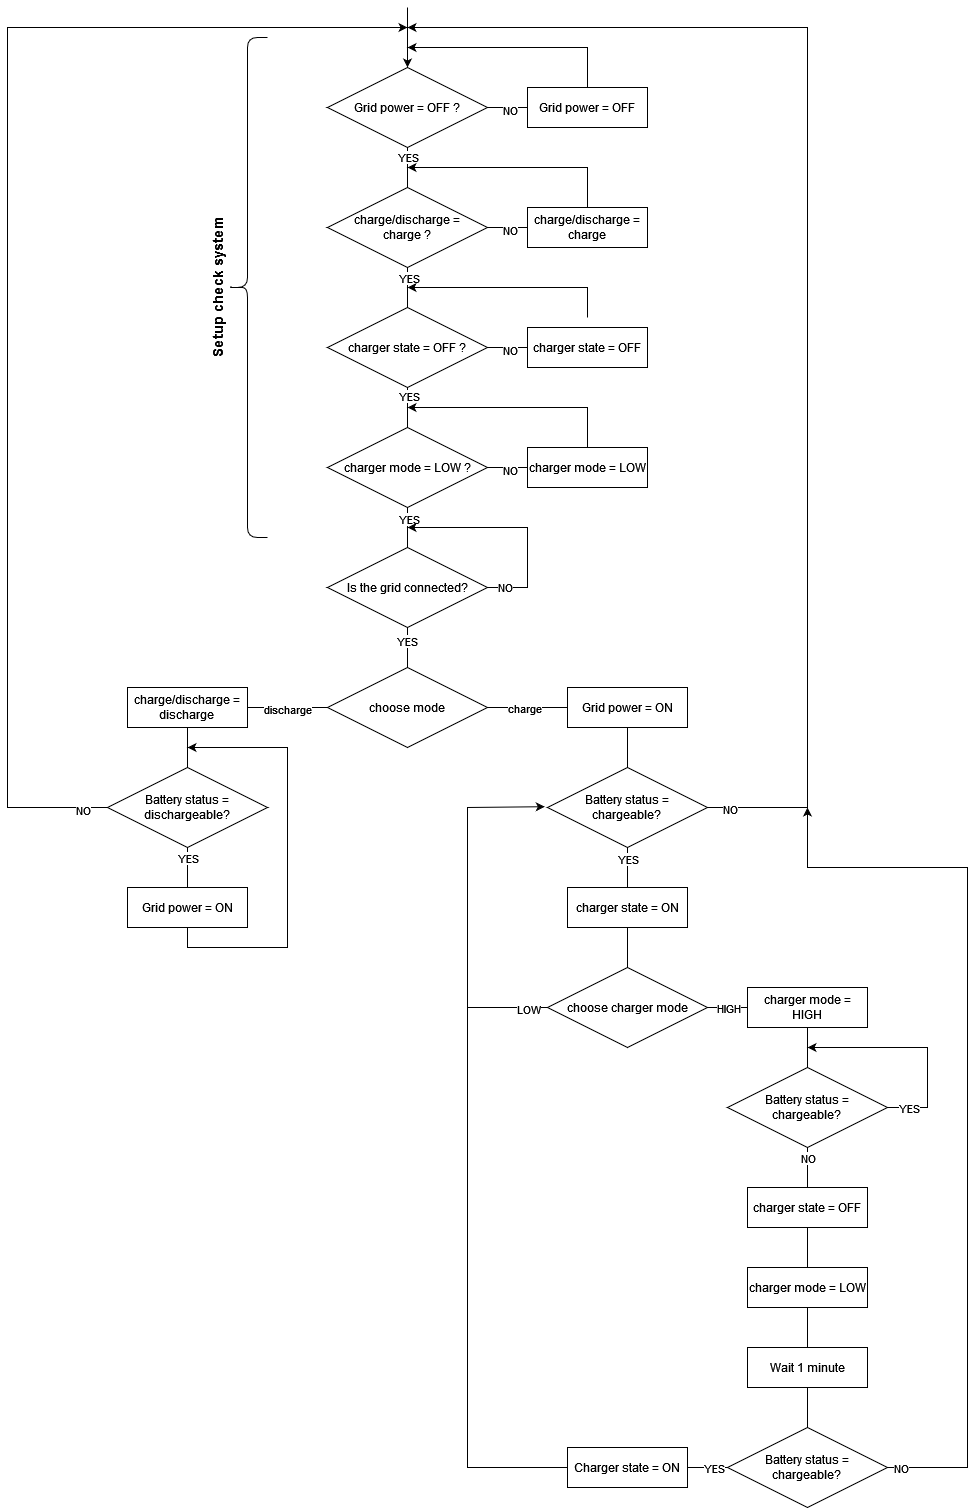 Grid power = OFF ?
NO
Grid power = OFF
YES
charge/discharge =
charge ?
NO
charge/discharge =
charge
YES
Setup check system
charger state = OFF ?
NO
charger state = OFF
YES
charger mode = LOW ?
NO
charger mode = LOW
YES
Is the grid connected?
NO
YES
charge/discharge =
discharge
discharge
choose mode
charge
Grid power = ON
Battery status =
dischargeable?
NO
YES
Grid power = ON
Battery status =
chargeable?
NO
YES
charger state = ON
LOW
choose charger mode
HIGH
charger mode =
HIGH
Battery status =
chargeable?
YES
NO
charger state = OFF
charger mode = LOW
Wait 1 minute
Charger state = ON
YES
Battery status =
chargeable?
NO